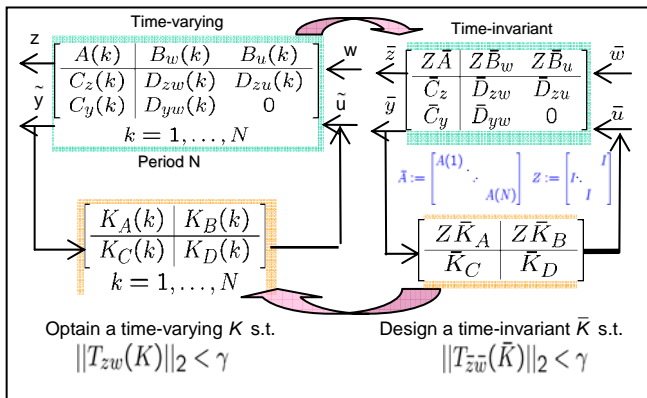 Time-varying
Time-invariant
z
w
z̄
w̄
A(k) B_w(k) B_u(k)
C_z(k) D_zw(k) D_zu(k)
C_y(k) D_yw(k) 0
k = 1, . . . , N
ỹ
ũ
ZĀ ZB̄_w ZB̄_u
C̄_z D̄_zw D̄_zu
C̄_y D̄_yw 0
ȳ
ū
Period N
Ā := [A(1) ⋱ A(N)] Z := [I I ⋱ I]
K_A(k) K_B(k)
K_C(k) K_D(k)
k = 1, . . . , N
ZK̄_A ZK̄_B
K̄_C K̄_D
Optain a time-varying K s.t.
||T_zw(K)||_2 < γ
Design a time-invariant K̄ s.t.
||T_z̄w̄(K̄)||_2 < γ